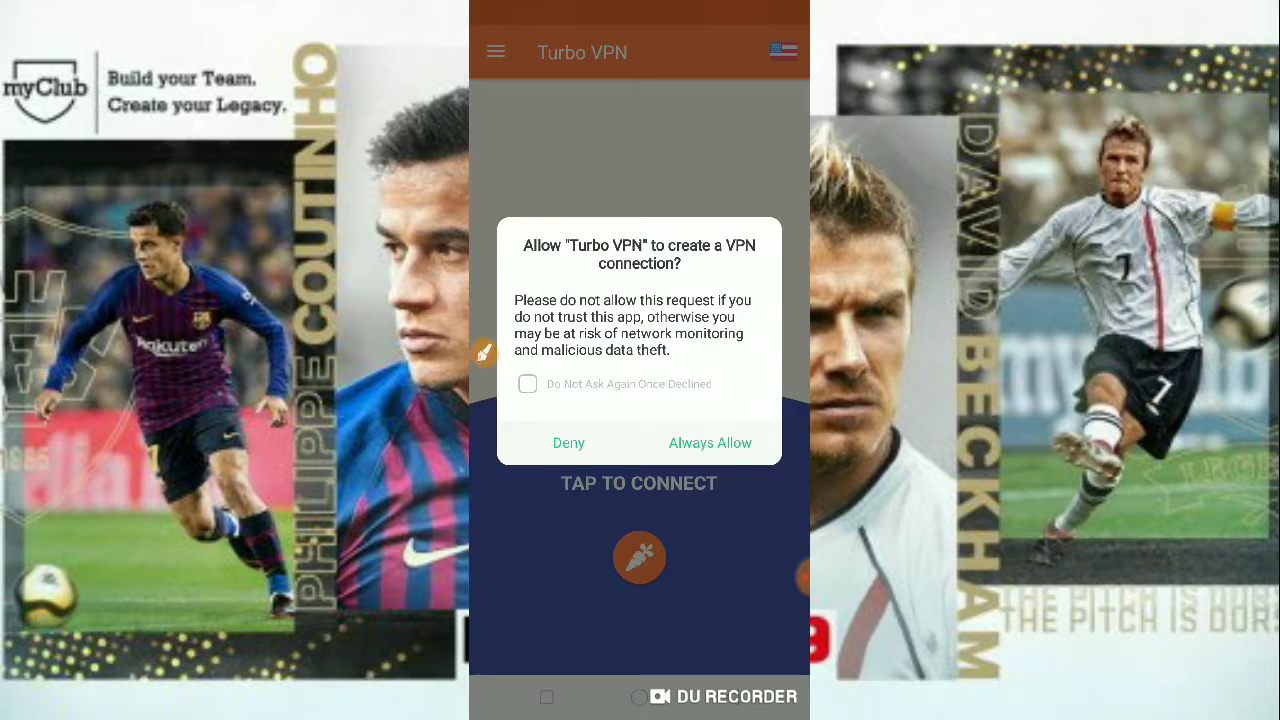 myClub
Build your Team.
Create your Legacy.
PHILIPPE COUTINHO
Rakuten
Turbo VPN
Allow "Turbo VPN" to create a VPN
connection?
Please do not allow this request if you
do not trust this app, otherwise you
may be at risk of network monitoring
and malicious data theft.
Do Not Ask Again Once Declined
Deny
Always Allow
TAP TO CONNECT
DU RECORDER
DAVID BECKHAM
7
7
THE PITCH IS OURS